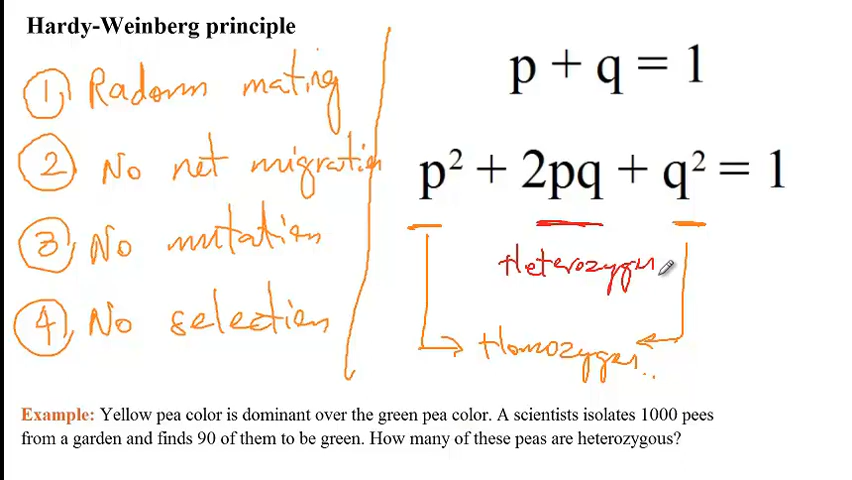 Hardy-Weinberg principle
1, Radomm mating
2 No net migration
3, No mutation
4, No selection
p + q = 1
p² + 2pq + q² = 1
Heterozygu
Homozygu..
Example: Yellow pea color is dominant over the green pea color. A scientists isolates 1000 pees
from a garden and finds 90 of them to be green. How many of these peas are heterozygous?